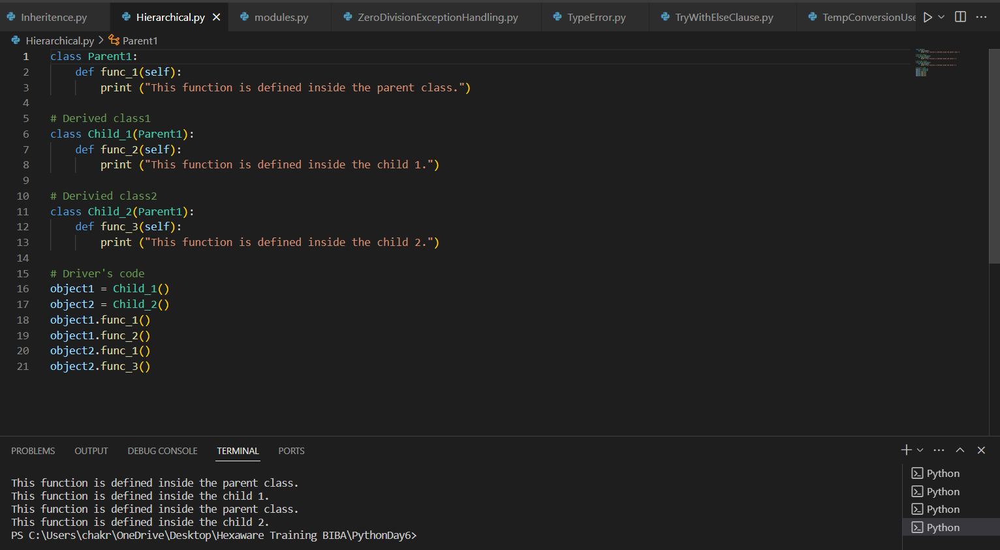 Inheritence.py Hierarchical.py modules.py ZeroDivisionExceptionHandling.py TypeError.py TryWithElseClause.py TempConversionUse
Hierarchical.py > Parent1
1 class Parent1:
2     def func_1(self):
3         print ("This function is defined inside the parent class.")
4
5 # Derived class1
6 class Child_1(Parent1):
7     def func_2(self):
8         print ("This function is defined inside the child 1.")
9
10 # Derivied class2
11 class Child_2(Parent1):
12     def func_3(self):
13         print ("This function is defined inside the child 2.")
14
15 # Driver's code
16 object1 = Child_1()
17 object2 = Child_2()
18 object1.func_1()
19 object1.func_2()
20 object2.func_1()
21 object2.func_3()
PROBLEMS OUTPUT DEBUG CONSOLE TERMINAL PORTS
This function is defined inside the parent class.
This function is defined inside the child 1.
This function is defined inside the parent class.
This function is defined inside the child 2.
PS C:\Users\chakr\OneDrive\Desktop\Hexaware Training BIBA\PythonDay6>
Python
Python
Python
Python